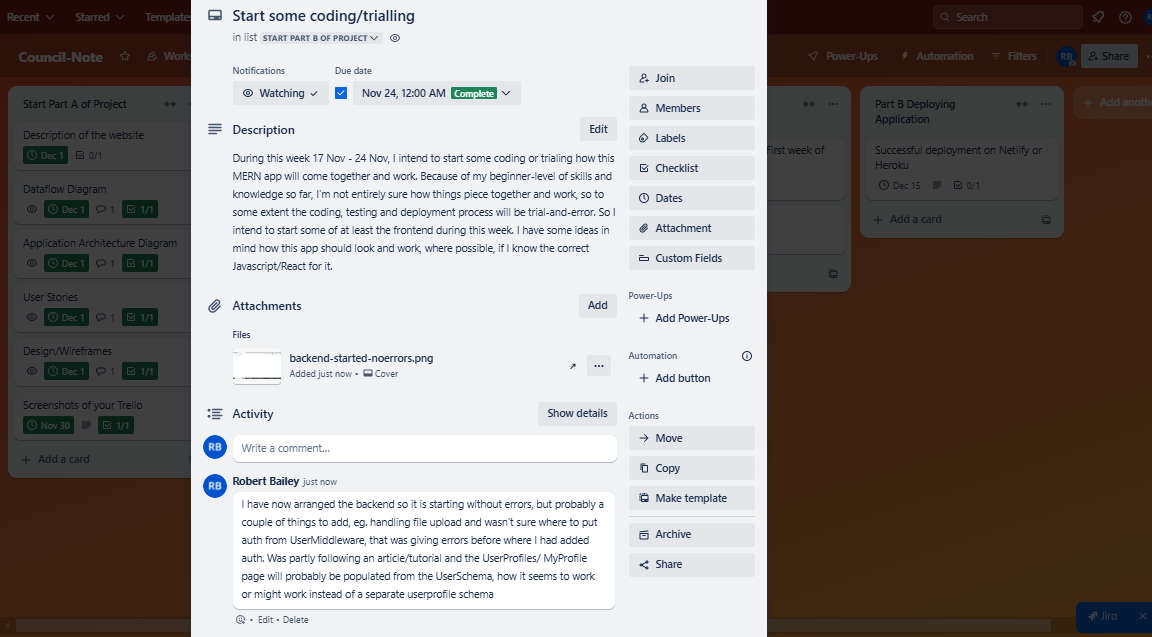 Recent
Starred
Templates
Search
Council-Note
Power-Ups
Automation
Filters
RB
Share
Start Part A of Project
Description of the website
Dec 1
0/1
Dataflow Diagram
Dec 1
1
1/1
Application Architecture Diagram
Dec 1
1
1/1
User Stories
Dec 1
1
1/1
Design/Wireframes
Dec 1
1
1/1
Screenshots of your Trello
Nov 30
1/1
+ Add a card
Start some coding/trialling
in list START PART B OF PROJECT
Notifications
Due date
Watching
Nov 24, 12:00 AM Complete
Description
Edit
During this week 17 Nov - 24 Nov, I intend to start some coding or trialing how this
MERN app will come together and work. Because of my beginner-level of skills and
knowledge so far, I'm not entirely sure how things piece together and work, so to
some extent the coding, testing and deployment process will be trial-and-error. So I
intend to start some of at least the frontend during this week. I have some ideas in
mind how this app should look and work, where possible, if I know the correct
Javascript/React for it.
Attachments
Add
Files
backend-started-noerrors.png
Added just now • Cover
Activity
Show details
RB
Write a comment...
RB
Robert Bailey just now
I have now arranged the backend so it is starting without errors, but probably a
couple of things to add, eg. handling file upload and wasn't sure where to put
auth from UserMiddleware, that was giving errors before where I had added
auth. Was partly following an article/tutorial and the UserProfiles/ MyProfile
page will probably be populated from the UserSchema, how it seems to work
or might work instead of a separate userprofile schema
• Edit • Delete
Join
Members
Labels
Checklist
Dates
Attachment
Custom Fields
Power-Ups
+ Add Power-Ups
Automation
+ Add button
Actions
Move
Copy
Make template
Archive
Share
First week of
Part B Deploying
Application
Successful deployment on Netlify or
Heroku
Dec 15
0/1
+ Add a card
+ Add anoth
Jira